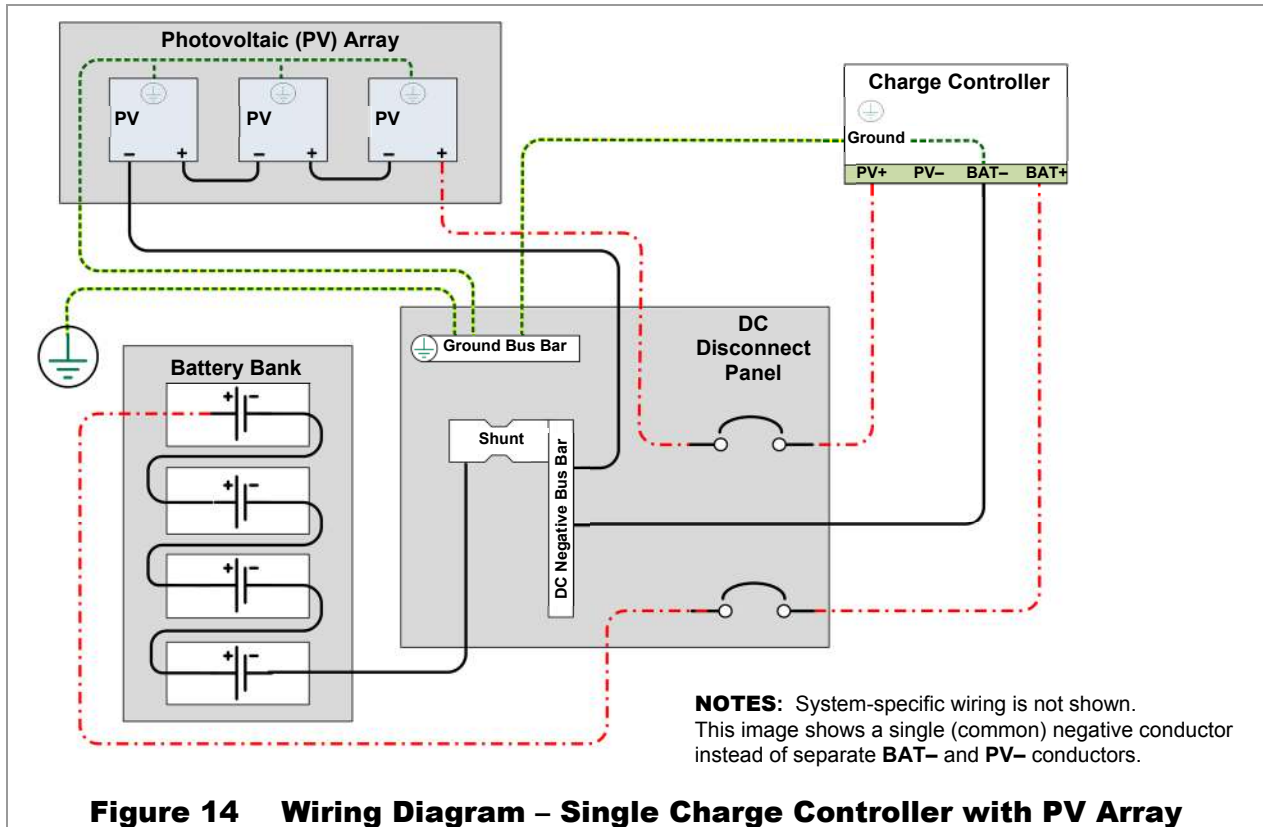 Photovoltaic (PV) Array
PV
PV
PV
– +
– +
– +
Charge Controller
Ground
PV+ PV– BAT– BAT+
Ground Bus Bar
DC
Disconnect
Panel
Shunt
DC Negative Bus Bar
Battery Bank
+ –
+ –
+ –
+ –
NOTES: System-specific wiring is not shown.
This image shows a single (common) negative conductor
instead of separate BAT– and PV– conductors.
Figure 14 Wiring Diagram – Single Charge Controller with PV Array